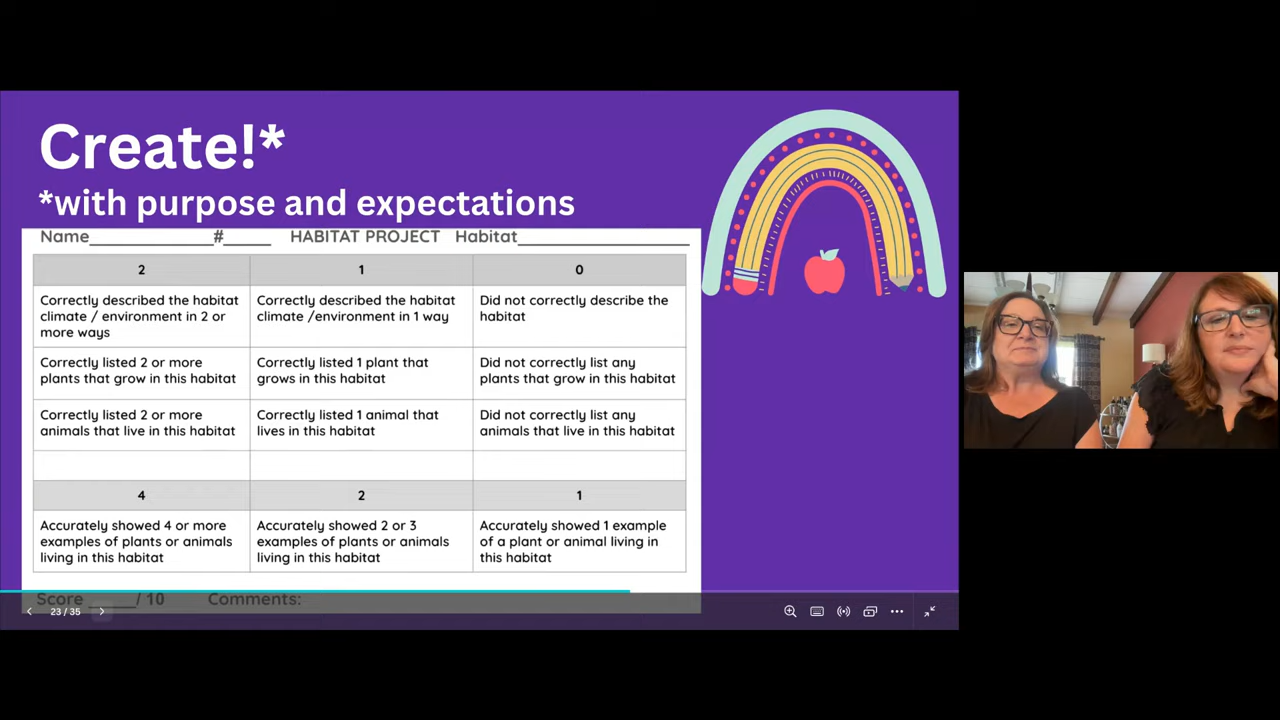 Create!*
*with purpose and expectations
Name_____________#_____ HABITAT PROJECT Habitat__________________
2 1 0
Correctly described the habitat climate / environment in 2 or more ways
Correctly described the habitat climate /environment in 1 way
Did not correctly describe the habitat
Correctly listed 2 or more plants that grow in this habitat
Correctly listed 1 plant that grows in this habitat
Did not correctly list any plants that grow in this habitat
Correctly listed 2 or more animals that live in this habitat
Correctly listed 1 animal that lives in this habitat
Did not correctly list any animals that live in this habitat
4 2 1
Accurately showed 4 or more examples of plants or animals living in this habitat
Accurately showed 2 or 3 examples of plants or animals living in this habitat
Accurately showed 1 example of a plant or animal living in this habitat
Score _____/ 10 Comments:
23 / 35